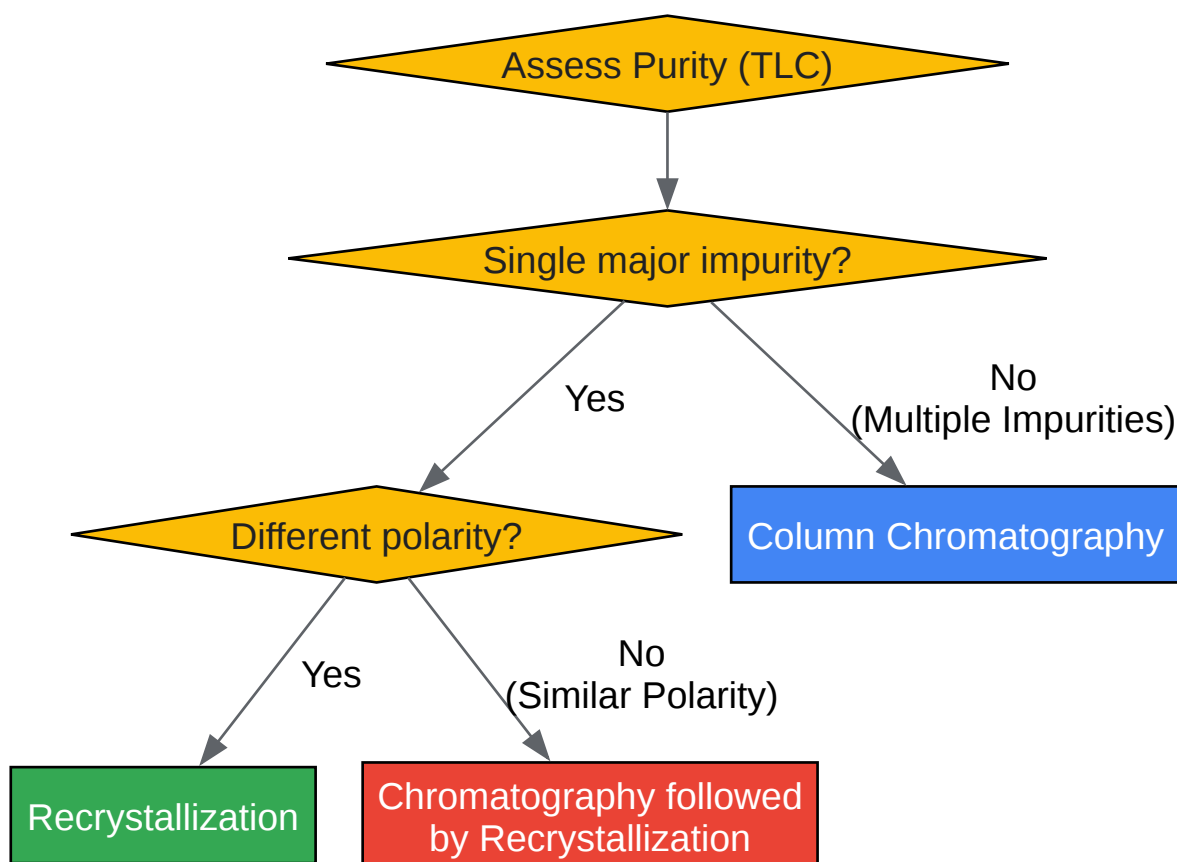 Assess Purity (TLC)
Single major impurity?
Yes
No
(Multiple Impurities)
Different polarity?
Column Chromatography
Yes
No
(Similar Polarity)
Recrystallization
Chromatography followed
by Recrystallization